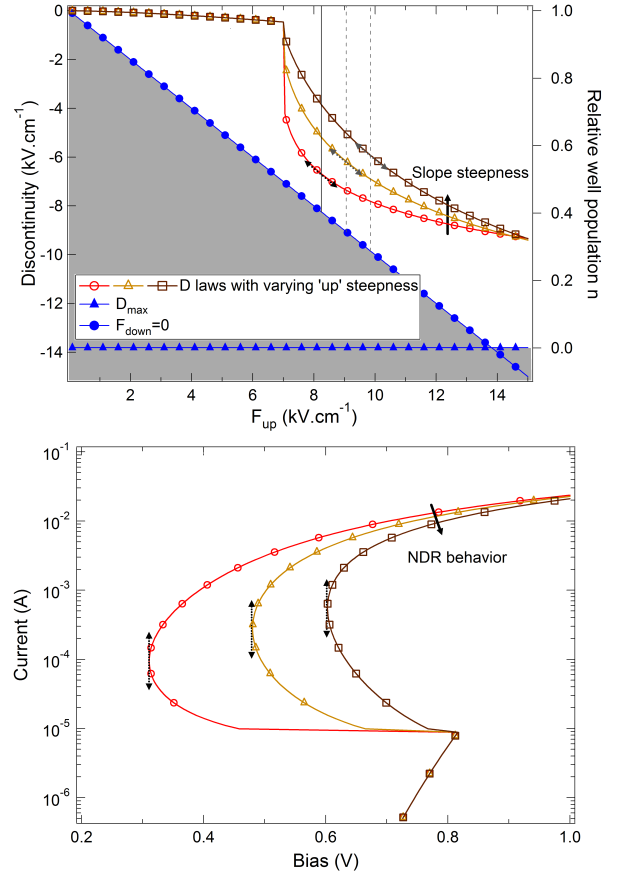 0
-2
-4
-6
-8
-10
-12
-14
Discontinuity (kV.cm⁻¹)
1.0
0.8
0.6
0.4
0.2
0.0
Relative well population n
Slope steepness
D laws with varying 'up' steepness
Dmax
Fdown=0
2 4 6 8 10 12 14
Fup (kV.cm⁻¹)
10⁻¹
10⁻²
10⁻³
10⁻⁴
10⁻⁵
10⁻⁶
Current (A)
NDR behavior
0.2 0.4 0.6 0.8 1.0
Bias (V)